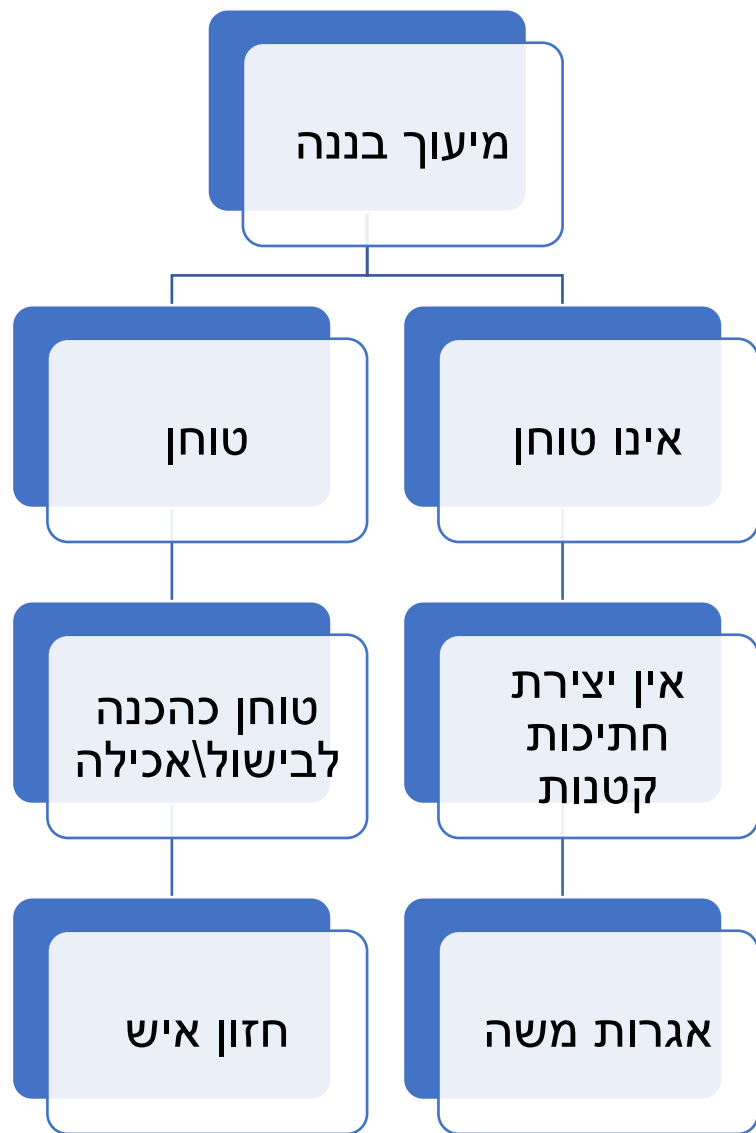 מיעוך בננה
אינו טוחן
טוחן
אין יצירת
חתיכות
קטנות
טוחן כהכנה
לבישול\אכילה
אגרות משה
חזון איש